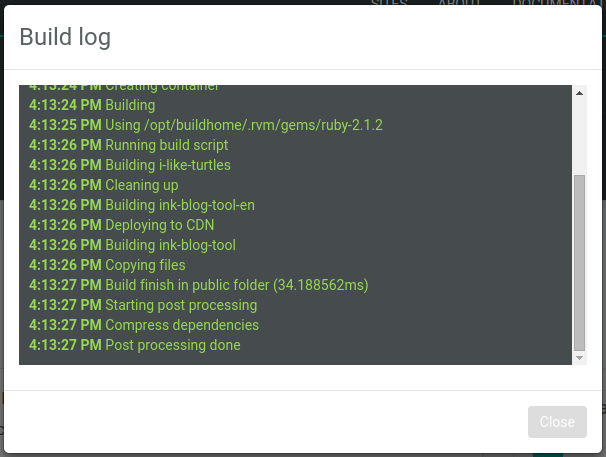 SITES ABOUT DOCUMENTAT
Build log
4:13:24 PM Creating container
4:13:24 PM Building
4:13:25 PM Using /opt/buildhome/.rvm/gems/ruby-2.1.2
4:13:26 PM Running build script
4:13:26 PM Building i-like-turtles
4:13:26 PM Cleaning up
4:13:26 PM Building ink-blog-tool-en
4:13:26 PM Deploying to CDN
4:13:26 PM Building ink-blog-tool
4:13:26 PM Copying files
4:13:27 PM Build finish in public folder (34.188562ms)
4:13:27 PM Starting post processing
4:13:27 PM Compress dependencies
4:13:27 PM Post processing done
Close